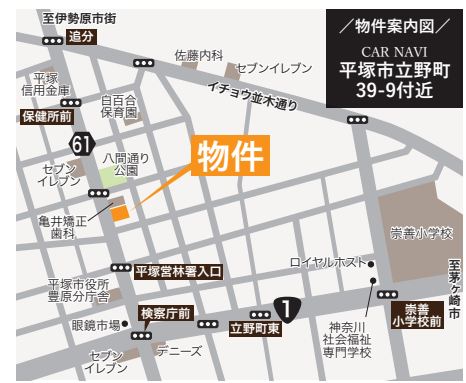 至伊勢原市街
追分
／物件案内図／
CAR NAVI
平塚市立野町
39-9付近
佐藤内科
セブンイレブン
イチョウ並木通り
平塚
信用金庫
白百合
保育園
保健所前
61
八間通り
公園
物件
セブン
イレブン
亀井矯正
歯科
崇善小学校
至茅ヶ崎市
ロイヤルホスト
平塚営林署入口
平塚市役所
豊原分庁舎
検察庁前
1
眼鏡市場
立野町東
崇善
小学校前
神奈川
社会福祉
専門学校
デニーズ
セブン
イレブン